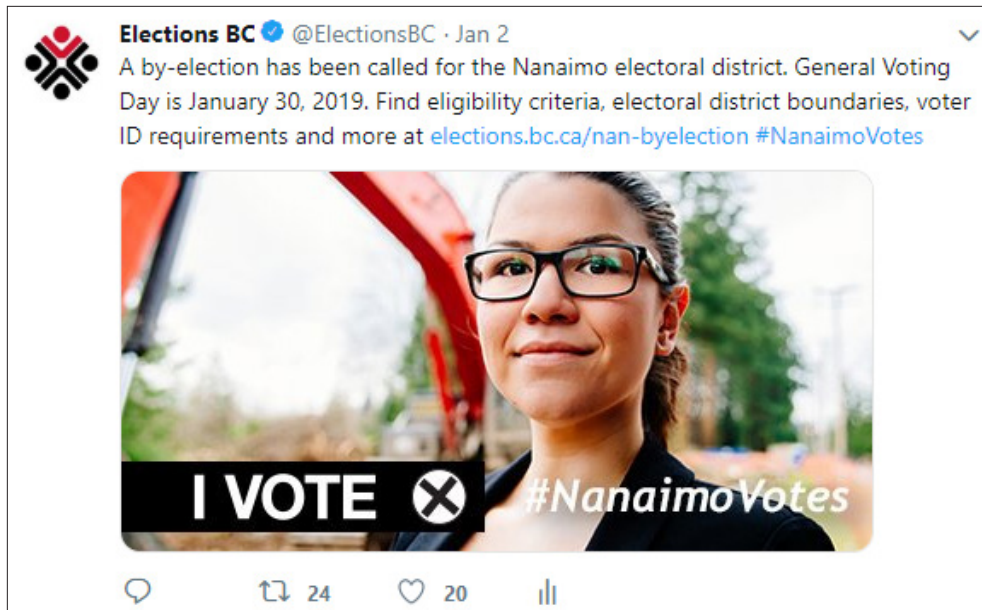 Elections BC @ElectionsBC · Jan 2
A by-election has been called for the Nanaimo electoral district. General Voting
Day is January 30, 2019. Find eligibility criteria, electoral district boundaries, voter
ID requirements and more at elections.bc.ca/nan-byelection #NanaimoVotes
I VOTE
#NanaimoVotes
24
20